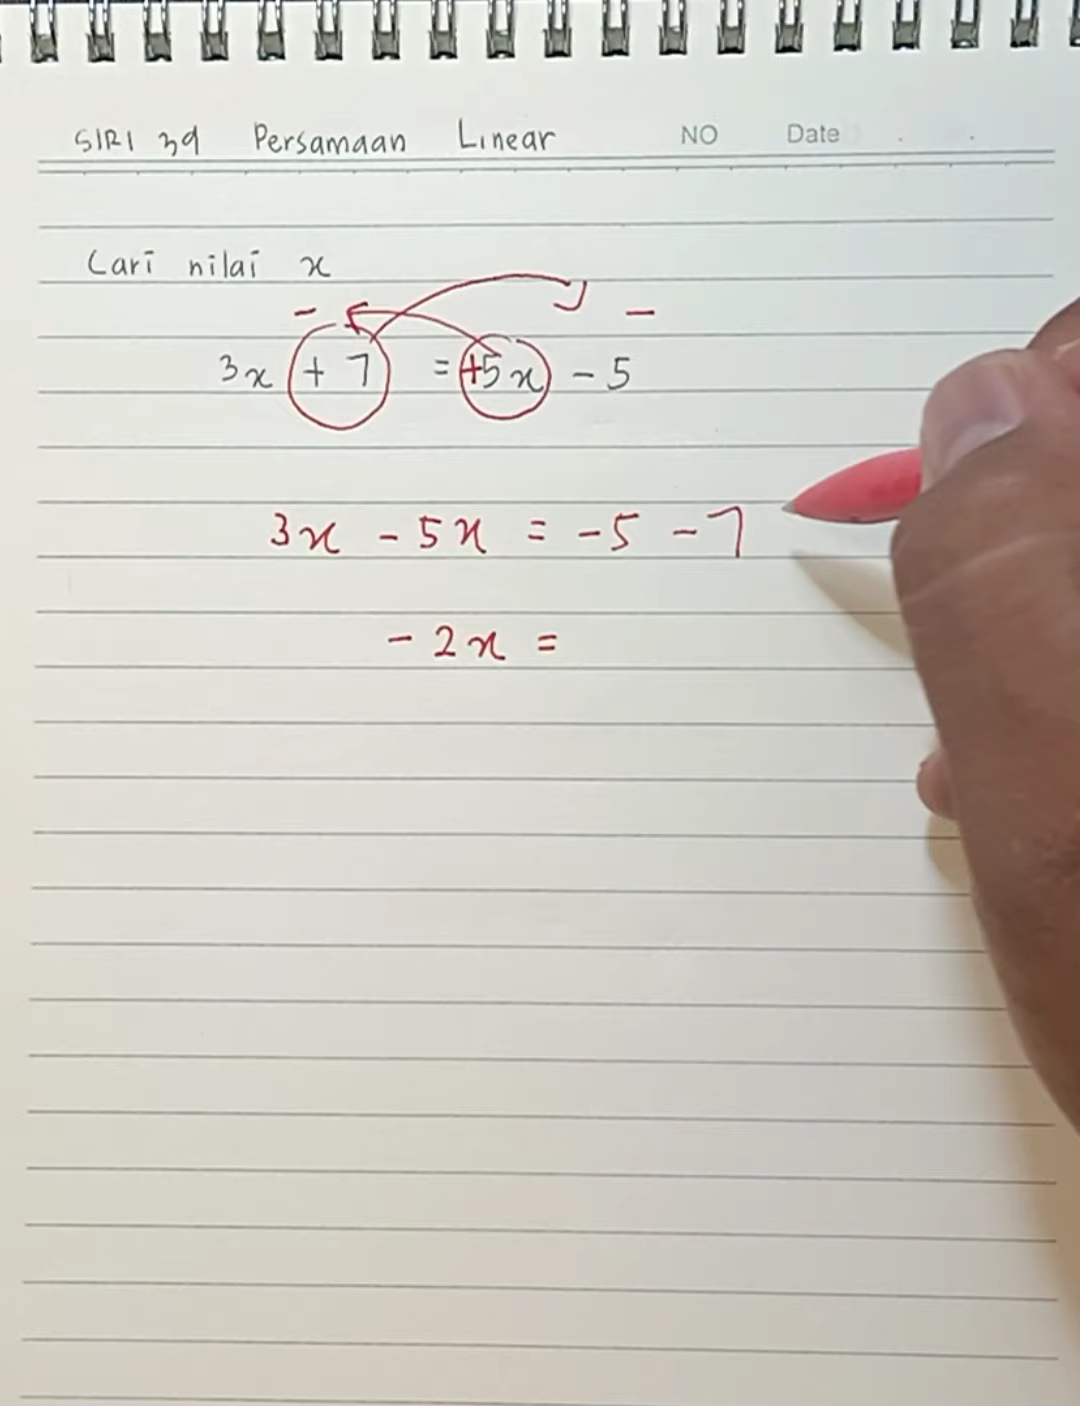 SIRI 39 Persamaan Linear NO Date
Cari nilai x
- -
3x + 7 = +5x - 5
3x - 5x = -5 - 7
- 2x =